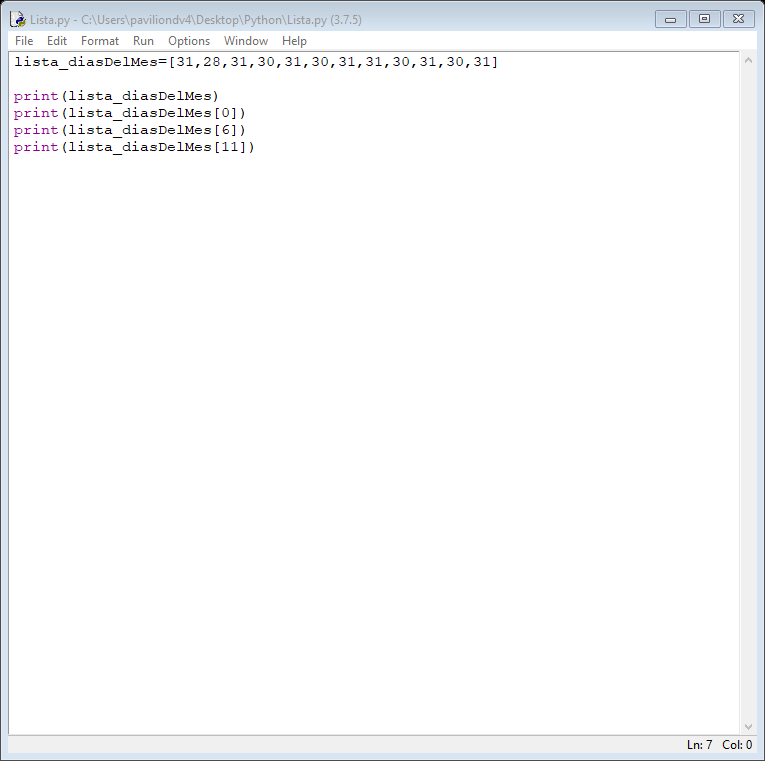 Lista.py - C:\Users\paviliondv4\Desktop\Python\Lista.py (3.7.5)
File Edit Format Run Options Window Help
lista_diasDelMes=[31,28,31,30,31,30,31,31,30,31,30,31]
print(lista_diasDelMes)
print(lista_diasDelMes[0])
print(lista_diasDelMes[6])
print(lista_diasDelMes[11])
Ln: 7 Col: 0